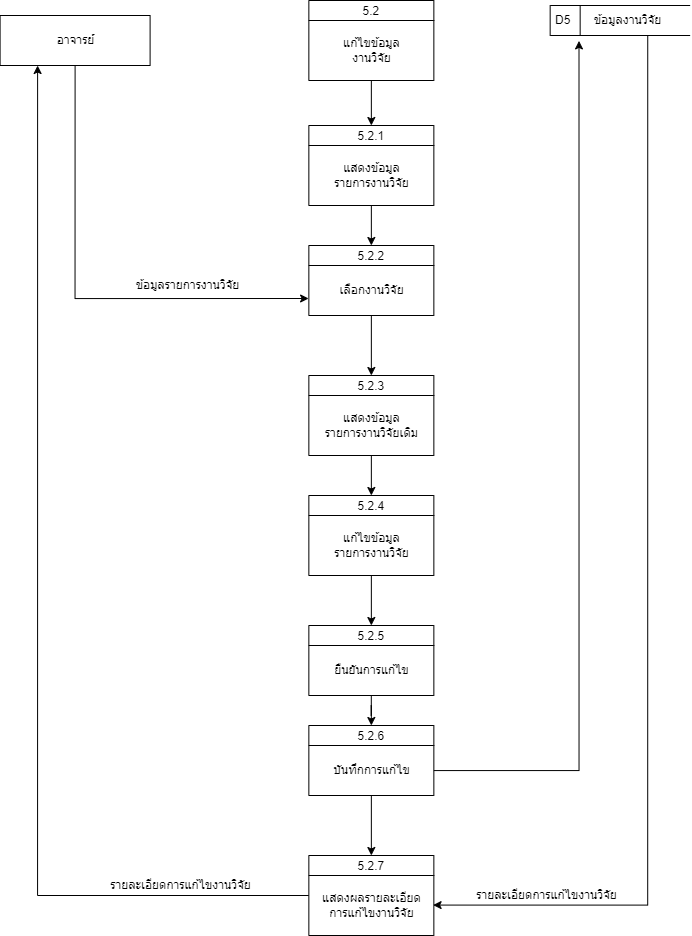 5.2
แก้ไขข้อมูล
งานวิจัย
อาจารย์
D5
ข้อมูลงานวิจัย
5.2.1
แสดงข้อมูล
รายการงานวิจัย
5.2.2
เลือกงานวิจัย
ข้อมูลรายการงานวิจัย
5.2.3
แสดงข้อมูล
รายการงานวิจัยเดิม
5.2.4
แก้ไขข้อมูล
รายการงานวิจัย
5.2.5
ยืนยันการแก้ไข
5.2.6
บันทึกการแก้ไข
5.2.7
แสดงผลรายละเอียด
การแก้ไขงานวิจัย
รายละเอียดการแก้ไขงานวิจัย
รายละเอียดการแก้ไขงานวิจัย